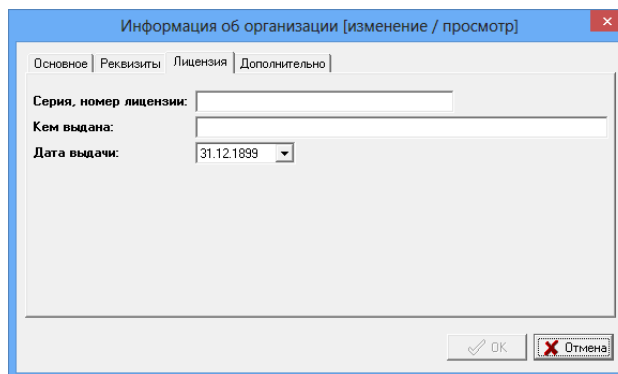 Информация об организации [изменение / просмотр]
Основное Реквизиты Лицензия Дополнительно
Серия, номер лицензии:
Кем выдана:
Дата выдачи: 31.12.1899
OK Отмена